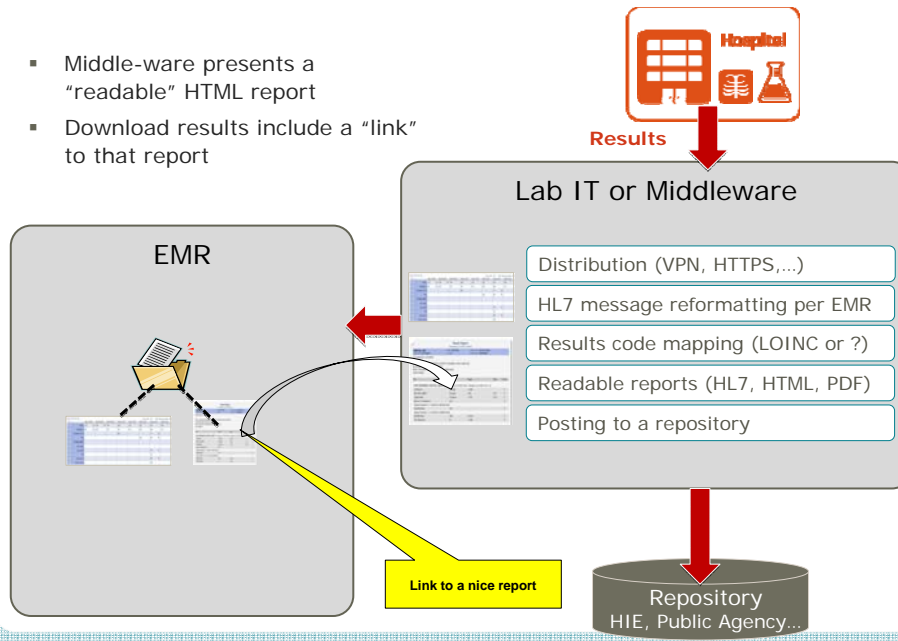 ▪ Middle-ware presents a
“readable” HTML report
▪ Download results include a “link”
to that report
Hospital
Results
Lab IT or Middleware
Distribution (VPN, HTTPS,...)
HL7 message reformatting per EMR
Results code mapping (LOINC or ?)
Readable reports (HL7, HTML, PDF)
Posting to a repository
EMR
Link to a nice report
Repository
HIE, Public Agency...